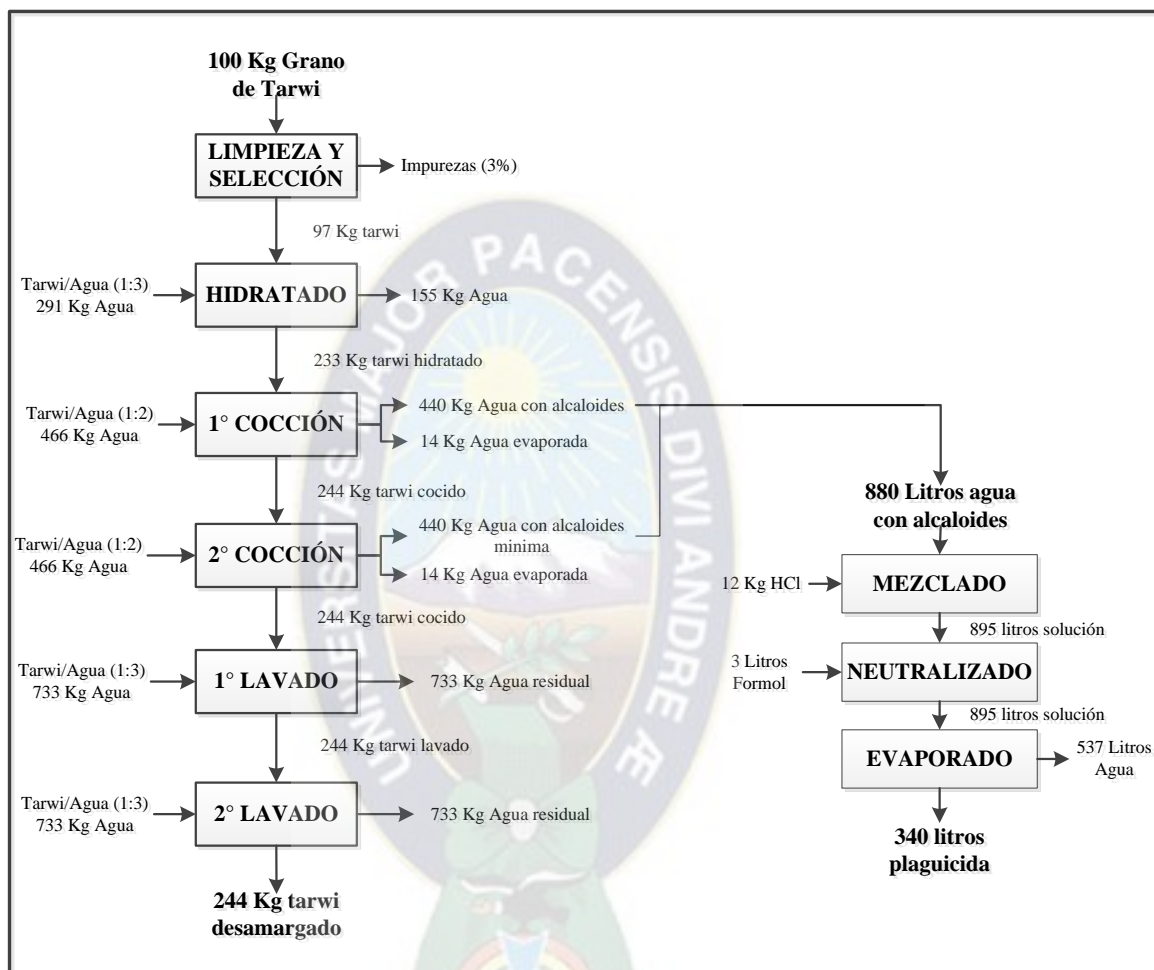 100 Kg Grano
de Tarwi
LIMPIEZA Y
SELECCIÓN
Impurezas (3%)
97 Kg tarwi
Tarwi/Agua (1:3)
291 Kg Agua
HIDRATADO
155 Kg Agua
233 Kg tarwi hidratado
Tarwi/Agua (1:2)
466 Kg Agua
1° COCCIÓN
440 Kg Agua con alcaloides
14 Kg Agua evaporada
244 Kg tarwi cocido
Tarwi/Agua (1:2)
466 Kg Agua
2° COCCIÓN
440 Kg Agua con alcaloides
minima
14 Kg Agua evaporada
244 Kg tarwi cocido
Tarwi/Agua (1:3)
733 Kg Agua
1° LAVADO
733 Kg Agua residual
244 Kg tarwi lavado
Tarwi/Agua (1:3)
733 Kg Agua
2° LAVADO
733 Kg Agua residual
244 Kg tarwi
desamargado
880 Litros agua
con alcaloides
12 Kg HCl
MEZCLADO
895 litros solución
3 Litros
Formol
NEUTRALIZADO
895 litros solución
EVAPORADO
537 Litros
Agua
340 litros
plaguicida
UNIVERSITAS MAJOR PACENSIS DIVI ANDRE Æ